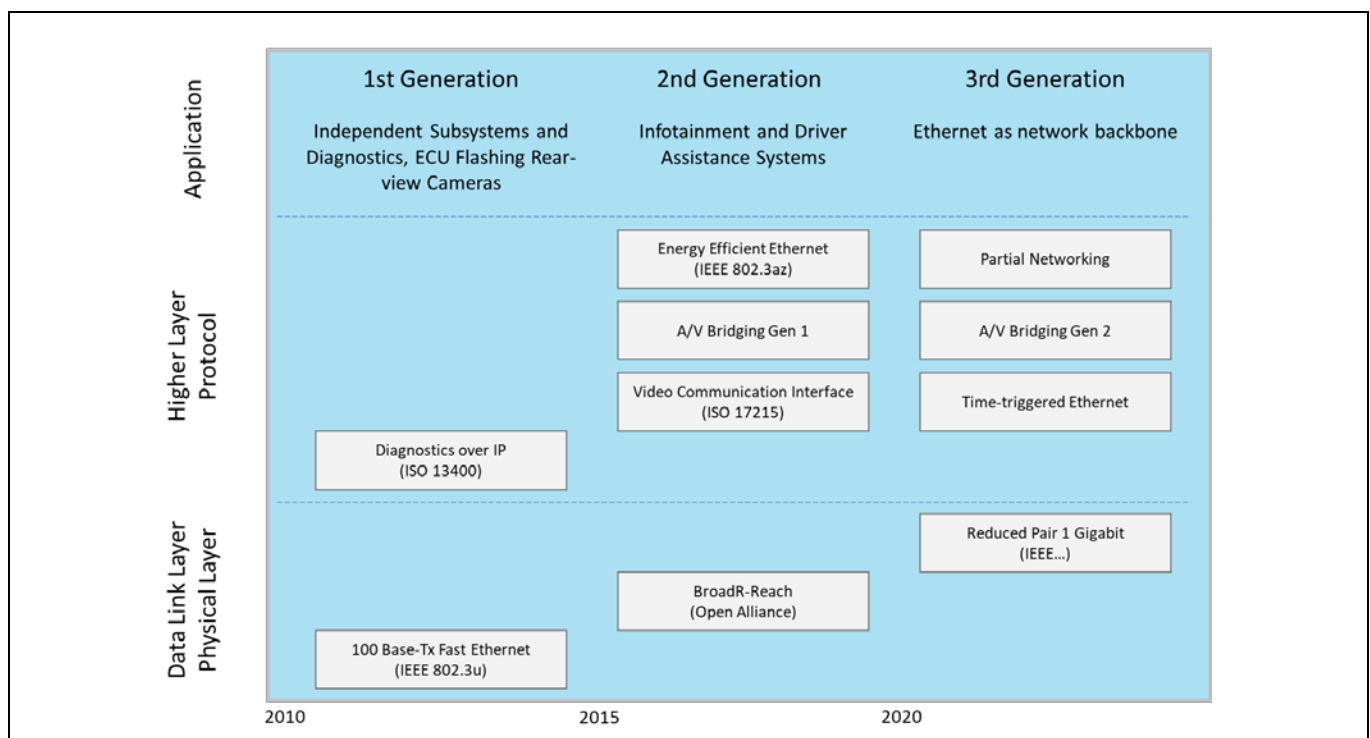 Application
1st Generation
2nd Generation
3rd Generation
Independent Subsystems and
Diagnostics, ECU Flashing Rear-
view Cameras
Infotainment and Driver
Assistance Systems
Ethernet as network backbone
Higher Layer
Protocol
Energy Efficient Ethernet
(IEEE 802.3az)
Partial Networking
A/V Bridging Gen 1
A/V Bridging Gen 2
Video Communication Interface
(ISO 17215)
Time-triggered Ethernet
Diagnostics over IP
(ISO 13400)
Data Link Layer
Physical Layer
Reduced Pair 1 Gigabit
(IEEE...)
BroadR-Reach
(Open Alliance)
100 Base-Tx Fast Ethernet
(IEEE 802.3u)
2010
2015
2020